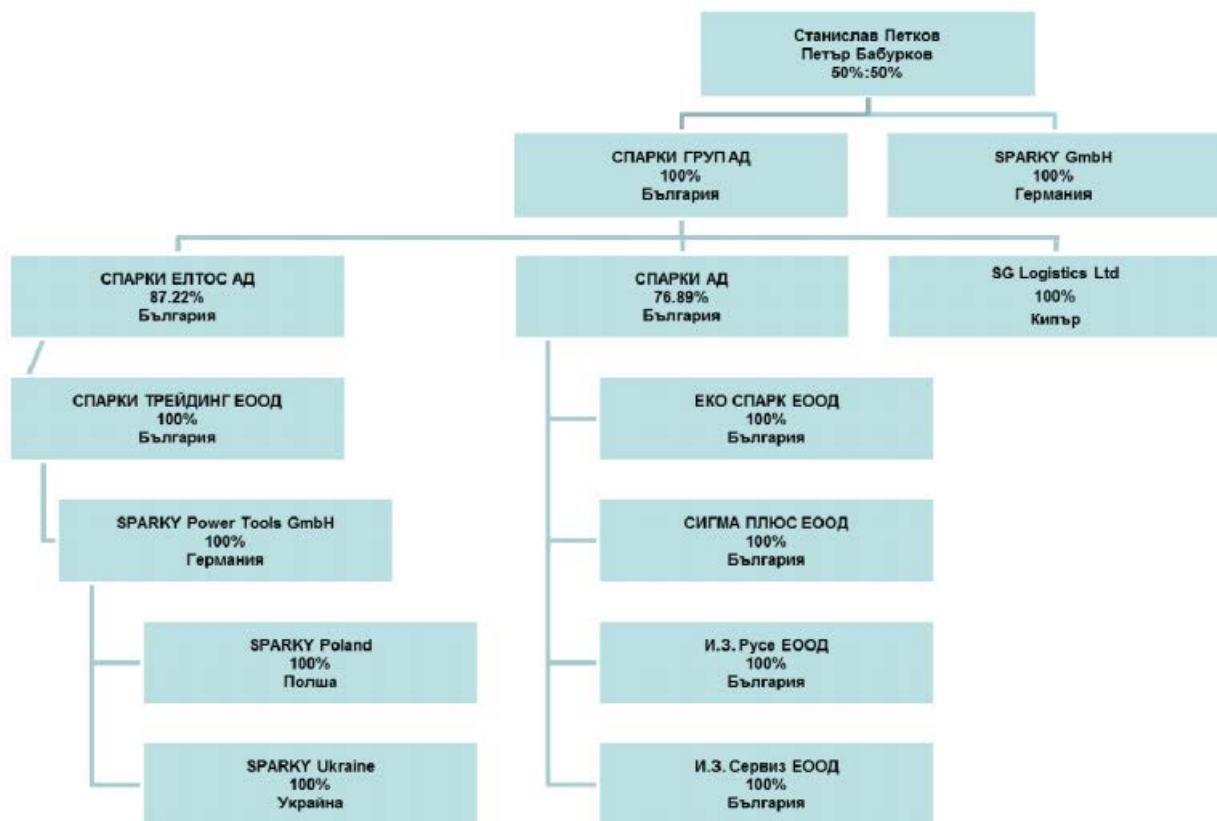 Станислав Петков
Петър Бабурков
50%:50%
СПАРКИ ГРУП АД
100%
България
SPARKY GmbH
100%
Германия
СПАРКИ ЕЛТОС АД
87.22%
България
СПАРКИ АД
76.89%
България
SG Logistics Ltd
100%
Кипър
СПАРКИ ТРЕЙДИНГ ЕООД
100%
България
ЕКО СПАРК ЕООД
100%
България
SPARKY Power Tools GmbH
100%
Германия
СИГМА ПЛЮС ЕООД
100%
България
SPARKY Poland
100%
Полша
И.З. Русе ЕООД
100%
България
SPARKY Ukraine
100%
Украйна
И.З. Сервиз ЕООД
100%
България